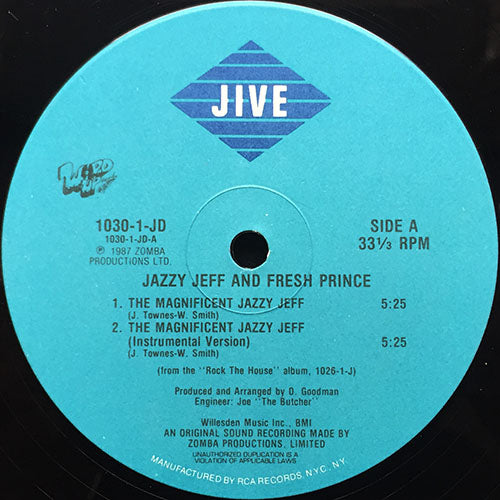 JIVE
WORD UP
1030-1-JD
1030-1-JD-A
℗ 1987 ZOMBA
PRODUCTIONS LTD.
SIDE A
33⅓ RPM
JAZZY JEFF AND FRESH PRINCE
1. THE MAGNIFICENT JAZZY JEFF 5:25
(J. Townes-W. Smith)
2. THE MAGNIFICENT JAZZY JEFF
(Instrumental Version) 5:25
(J. Townes-W. Smith)
(from the "Rock The House" album, 1026-1-J)
Produced and Arranged by D. Goodman
Engineer: Joe "The Butcher"
Willesden Music Inc., BMI
AN ORIGINAL SOUND RECORDING MADE BY
ZOMBA PRODUCTIONS, LIMITED
UNAUTHORIZED DUPLICATION IS A
VIOLATION OF APPLICABLE LAWS
MANUFACTURED BY RCA RECORDS, N.Y.C., N.Y.